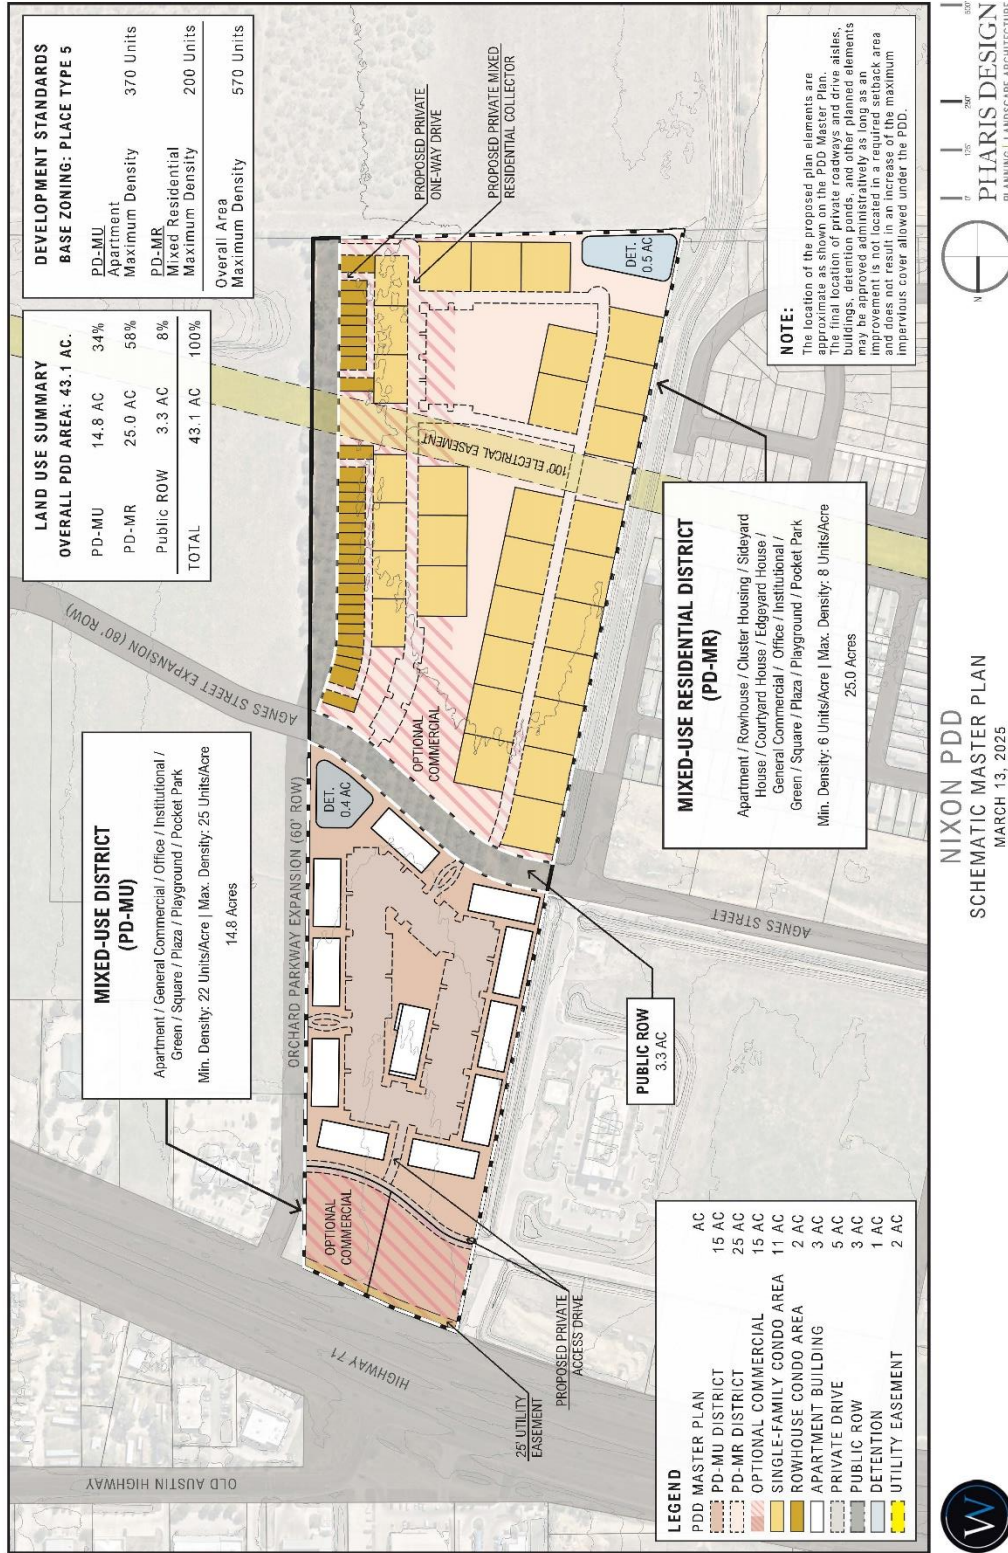 MIXED-USE DISTRICT
(PD-MU)
Apartment / General Commercial / Office / Institutional /
Green / Square / Plaza / Playground / Pocket Park
Min. Density: 22 Units/Acre | Max. Density: 25 Units/Acre
14.8 Acres
LAND USE SUMMARY
OVERALL PDD AREA: 43.1 AC.
PD-MU 14.8 AC 34%
PD-MR 25.0 AC 58%
Public ROW 3.3 AC 8%
TOTAL 43.1 AC 100%
DEVELOPMENT STANDARDS
BASE ZONING: PLACE TYPE 5
PD-MU
Apartment
Maximum Density 370 Units
PD-MR
Mixed Residential
Maximum Density 200 Units
Overall Area
Maximum Density 570 Units
OLD AUSTIN HIGHWAY
HIGHWAY 71
ORCHARD PARKWAY EXPANSION (60' ROW)
AGNES STREET EXPANSION (80' ROW)
PROPOSED PRIVATE
ONE-WAY DRIVE
PROPOSED PRIVATE MIXED
RESIDENTIAL COLLECTOR
OPTIONAL
COMMERCIAL
DET.
0.4 AC
OPTIONAL
COMMERCIAL
100' ELECTRICAL EASEMENT
DET.
0.5 AC
25' UTILITY
EASEMENT
PROPOSED PRIVATE
ACCESS DRIVE
PUBLIC ROW
3.3 AC
AGNES STREET
MIXED-USE RESIDENTIAL DISTRICT
(PD-MR)
Apartment / Rowhouse / Cluster Housing / Sideyard
House / Courtyard House / Edgeyard House /
General Commercial / Office / Institutional /
Green / Square / Plaza / Playground / Pocket Park
Min. Density: 6 Units/Acre | Max. Density: 8 Units/Acre
25.0 Acres
NOTE:
The location of the proposed plan elements are
approximate as shown on the PDD Master Plan.
The final location of private roadways and drive aisles,
buildings, detention ponds, and other planned elements
may be approved administratively as long as an
improvement is not located in a required setback area
and does not result in an increase of the maximum
impervious cover allowed under the PDD.
LEGEND
PDD MASTER PLAN AC
PD-MU DISTRICT 15 AC
PD-MR DISTRICT 25 AC
OPTIONAL COMMERCIAL 15 AC
SINGLE-FAMILY CONDO AREA 11 AC
ROWHOUSE CONDO AREA 2 AC
APARTMENT BUILDING 3 AC
PRIVATE DRIVE 5 AC
PUBLIC ROW 3 AC
DETENTION 1 AC
UTILITY EASEMENT 2 AC
W
NIXON PDD
SCHEMATIC MASTER PLAN
MARCH 13, 2025
N
0' 125' 250' 500'
PHARIS DESIGN
PLANNING | LANDSCAPE ARCHITECTURE